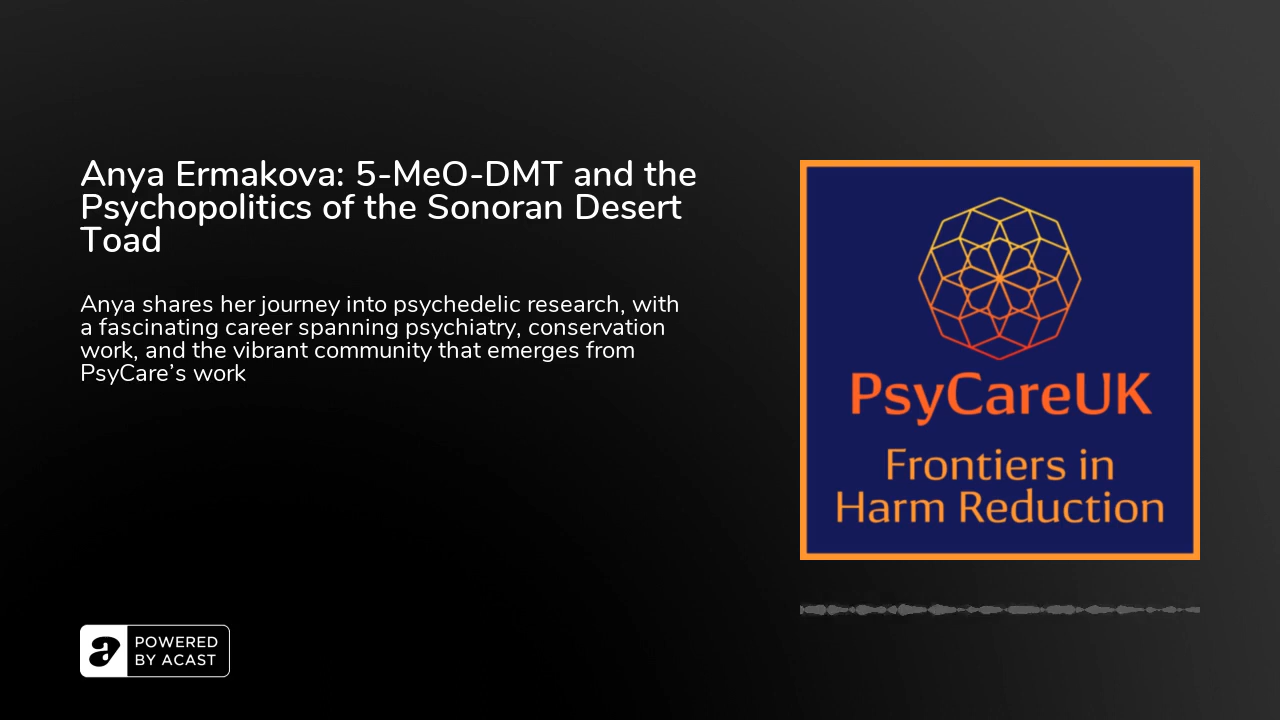 Anya Ermakova: 5-MeO-DMT and the
Psychopolitics of the Sonoran Desert
Toad
Anya shares her journey into psychedelic research, with
a fascinating career spanning psychiatry, conservation
work, and the vibrant community that emerges from
PsyCare’s work
PsyCareUK
Frontiers in
Harm Reduction
POWERED
BY ACAST